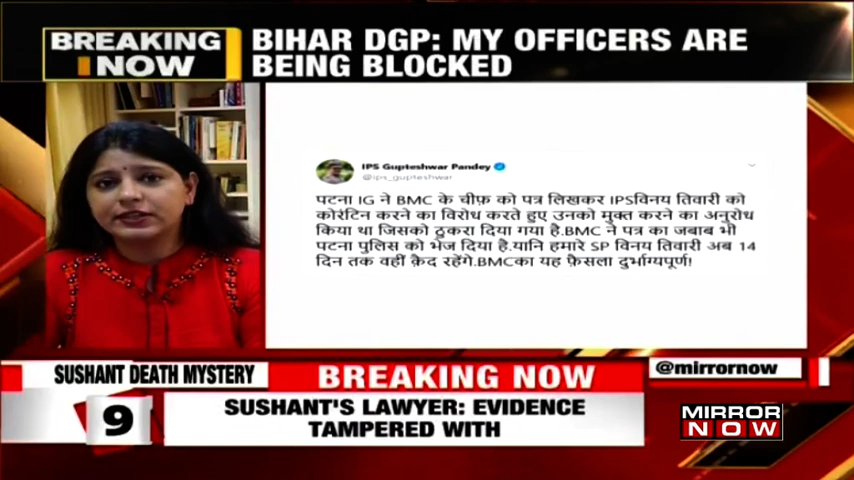 BREAKING NOW
BIHAR DGP: MY OFFICERS ARE
BEING BLOCKED
IPS Gupteshwar Pandey
@ips_gupteshwar
पटना IG ने BMC के चीफ़ को पत्र लिखकर IPSविनय तिवारी को
कोरंटिन करने का विरोध करते हुए उनको मुक्त करने का अनुरोध
किया था जिसको ठुकरा दिया गया है.BMC ने पत्र का जबाब भी
पटना पुलिस को भेज दिया है.यानि हमारे SP विनय तिवारी अब 14
दिन तक वहीं क़ैद रहेंगे.BMCका यह फ़ैसला दुर्भाग्यपूर्ण!
SUSHANT DEATH MYSTERY
BREAKING NOW
@mirrornow
9
SUSHANT'S LAWYER: EVIDENCE
TAMPERED WITH
MIRROR
NOW